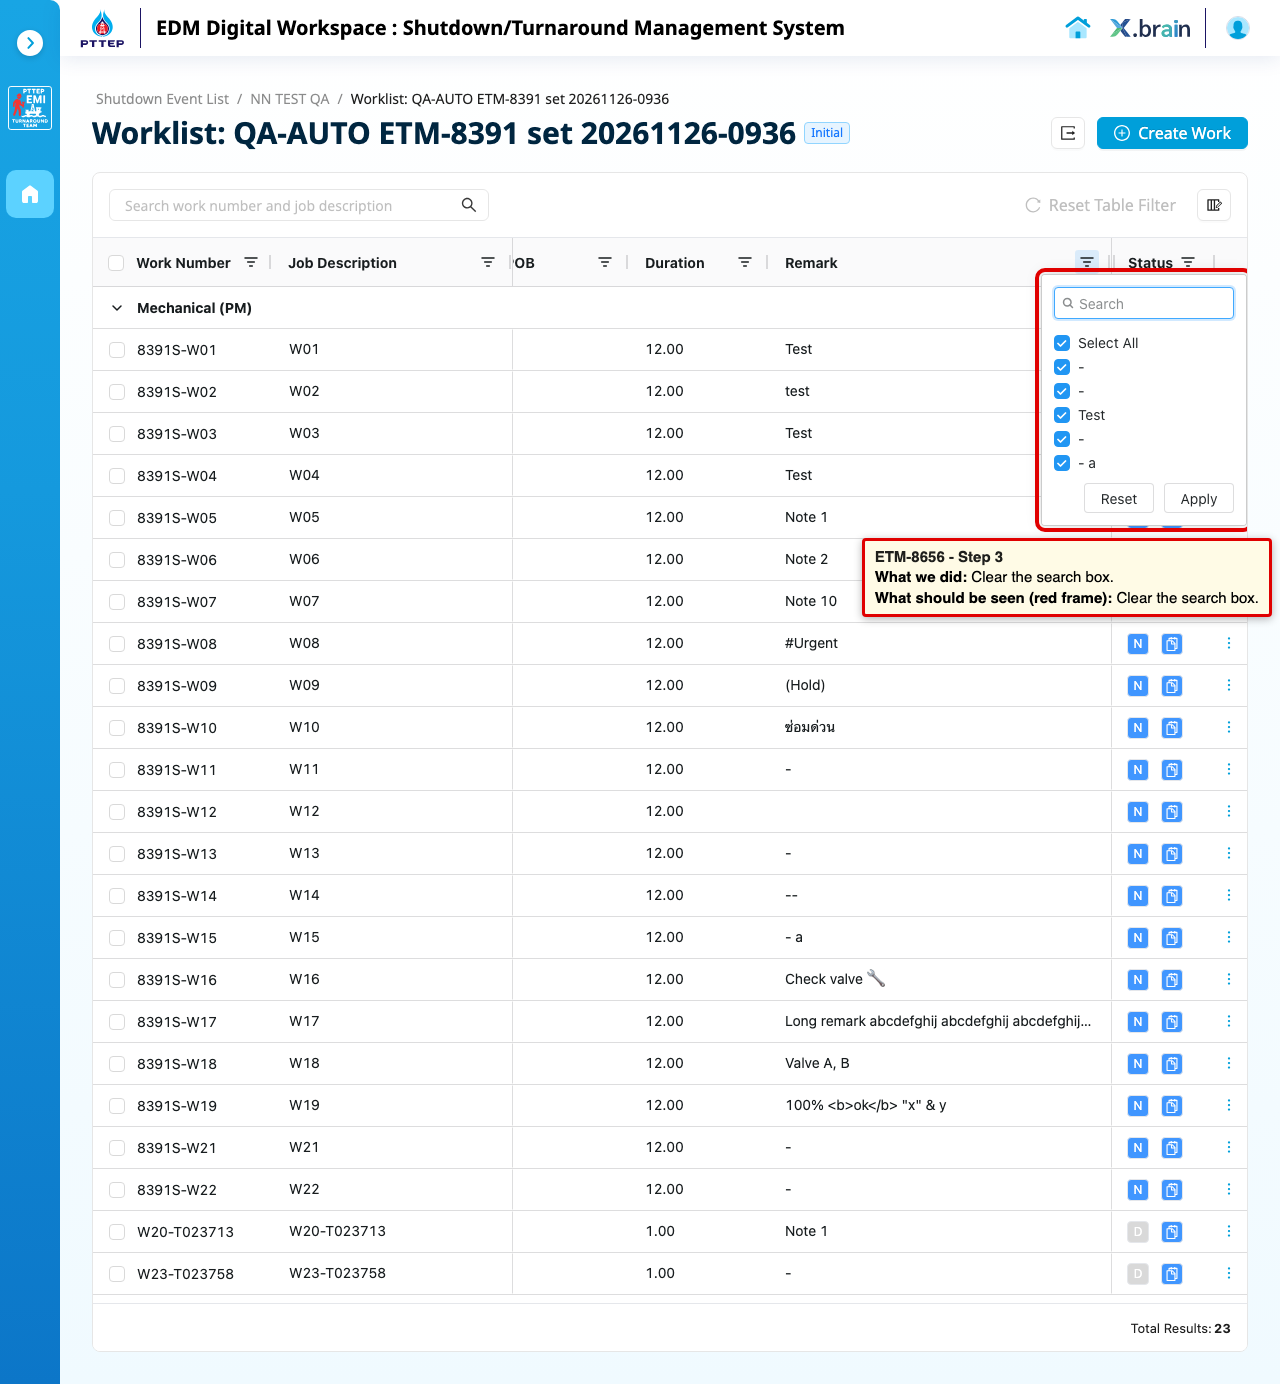 PTTEP
EDM Digital Workspace : Shutdown/Turnaround Management System
X.brain
PTTEP
EMI
TURNAROUND
TEAM
Shutdown Event List / NN TEST QA / Worklist: QA-AUTO ETM-8391 set 20261126-0936
Worklist: QA-AUTO ETM-8391 set 20261126-0936 Initial
Create Work
Search work number and job description
Reset Table Filter
Work Number Job Description POB Duration Remark Status
Mechanical (PM)
8391S-W01 W01 12.00 Test
8391S-W02 W02 12.00 test
8391S-W03 W03 12.00 Test
8391S-W04 W04 12.00 Test
8391S-W05 W05 12.00 Note 1
8391S-W06 W06 12.00 Note 2
8391S-W07 W07 12.00 Note 10
8391S-W08 W08 12.00 #Urgent N
8391S-W09 W09 12.00 (Hold) N
8391S-W10 W10 12.00 ซ่อมด่วน N
8391S-W11 W11 12.00 - N
8391S-W12 W12 12.00 N
8391S-W13 W13 12.00 - N
8391S-W14 W14 12.00 -- N
8391S-W15 W15 12.00 - a N
8391S-W16 W16 12.00 Check valve 🔧 N
8391S-W17 W17 12.00 Long remark abcdefghij abcdefghij abcdefghij... N
8391S-W18 W18 12.00 Valve A, B N
8391S-W19 W19 12.00 100% <b>ok</b> "x" & y N
8391S-W21 W21 12.00 - N
8391S-W22 W22 12.00 - N
W20-T023713 W20-T023713 1.00 Note 1 D
W23-T023758 W23-T023758 1.00 - D
Search
Select All
-
-
Test
-
- a
Reset Apply
ETM-8656 - Step 3
What we did: Clear the search box.
What should be seen (red frame): Clear the search box.
Total Results: 23